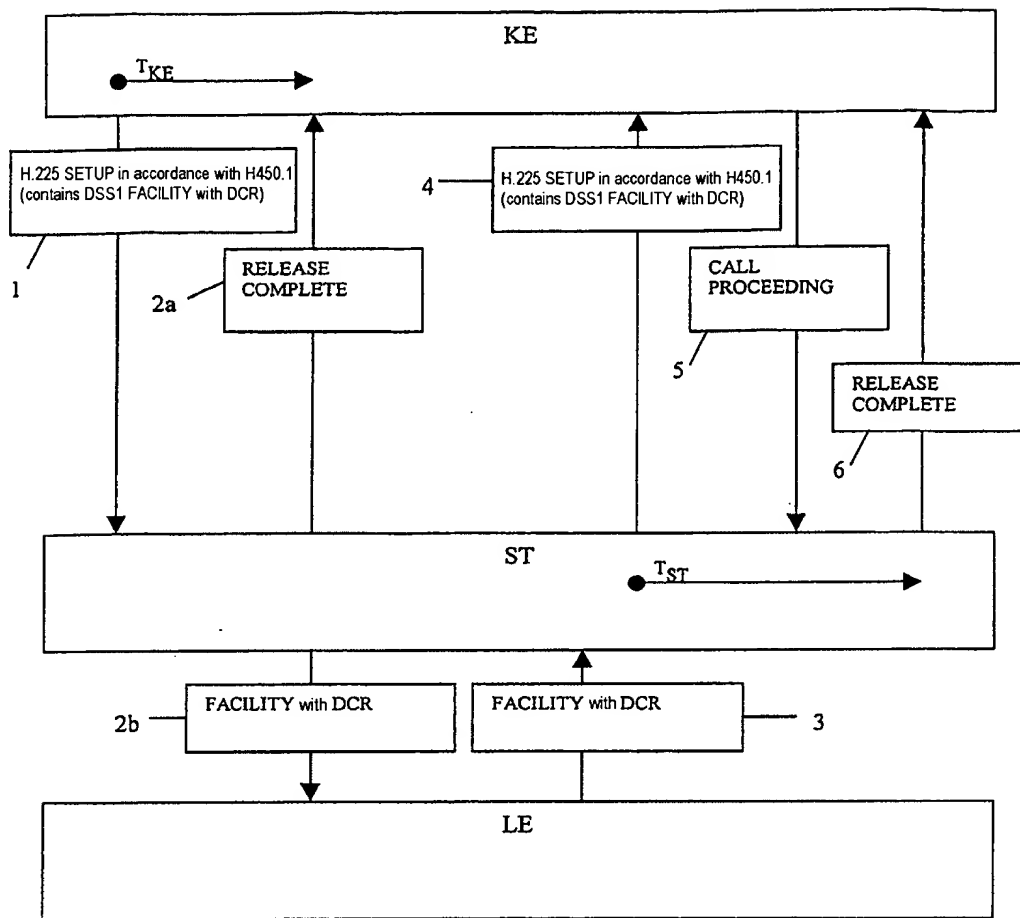 KE
T_KE
H.225 SETUP in accordance with H450.1
(contains DSS1 FACILITY with DCR)
1
RELEASE
COMPLETE
2a
H.225 SETUP in accordance with H450.1
(contains DSS1 FACILITY with DCR)
4
CALL
PROCEEDING
5
RELEASE
COMPLETE
6
ST
T_ST
FACILITY with DCR
2b
FACILITY with DCR
3
LE